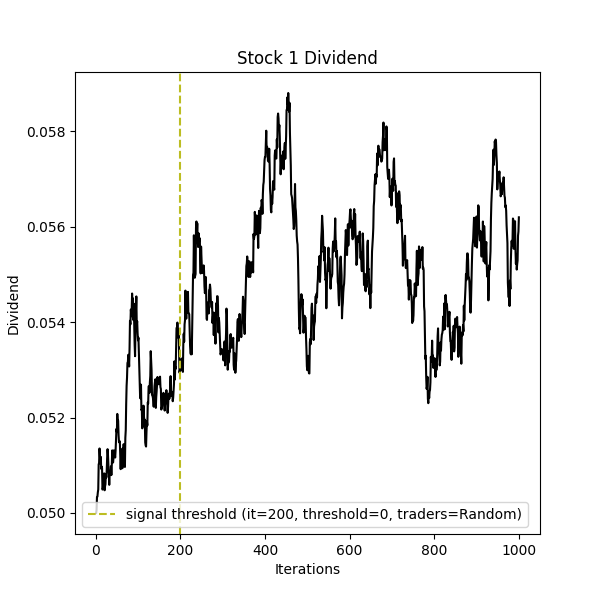 Stock 1 Dividend
0.058
0.056
0.054
0.052
0.050
Dividend
signal threshold (it=200, threshold=0, traders=Random)
0 200 400 600 800 1000
Iterations